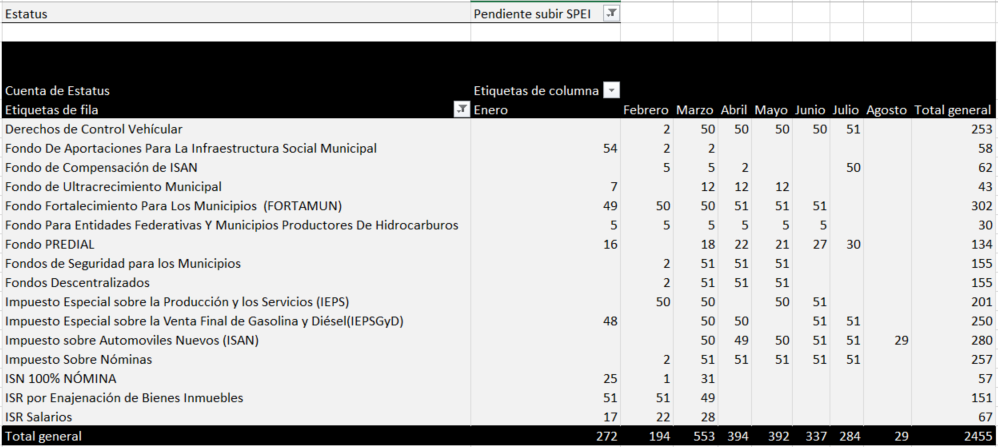 Estatus Pendiente subir SPEI
Cuenta de Estatus Etiquetas de columna
Etiquetas de fila Enero Febrero Marzo Abril Mayo Junio Julio Agosto Total general
Derechos de Control Vehícular 2 50 50 50 50 51 253
Fondo De Aportaciones Para La Infraestructura Social Municipal 54 2 2 58
Fondo de Compensación de ISAN 5 5 2 50 62
Fondo de Ultracrecimiento Municipal 7 12 12 12 43
Fondo Fortalecimiento Para Los Municipios (FORTAMUN) 49 50 50 51 51 51 302
Fondo Para Entidades Federativas Y Municipios Productores De Hidrocarburos 5 5 5 5 5 5 30
Fondo PREDIAL 16 18 22 21 27 30 134
Fondos de Seguridad para los Municipios 2 51 51 51 155
Fondos Descentralizados 2 51 51 51 155
Impuesto Especial sobre la Producción y los Servicios (IEPS) 50 50 50 51 201
Impuesto Especial sobre la Venta Final de Gasolina y Diésel(IEPSGyD) 48 50 50 51 51 250
Impuesto sobre Automoviles Nuevos (ISAN) 50 49 50 51 51 29 280
Impuesto Sobre Nóminas 2 51 51 51 51 51 257
ISN 100% NÓMINA 25 1 31 57
ISR por Enajenación de Bienes Inmuebles 51 51 49 151
ISR Salarios 17 22 28 67
Total general 272 194 553 394 392 337 284 29 2455